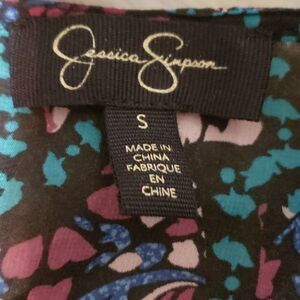 Jessica Simpson
S
MADE IN
CHINA
FABRIQUE
EN
CHINE